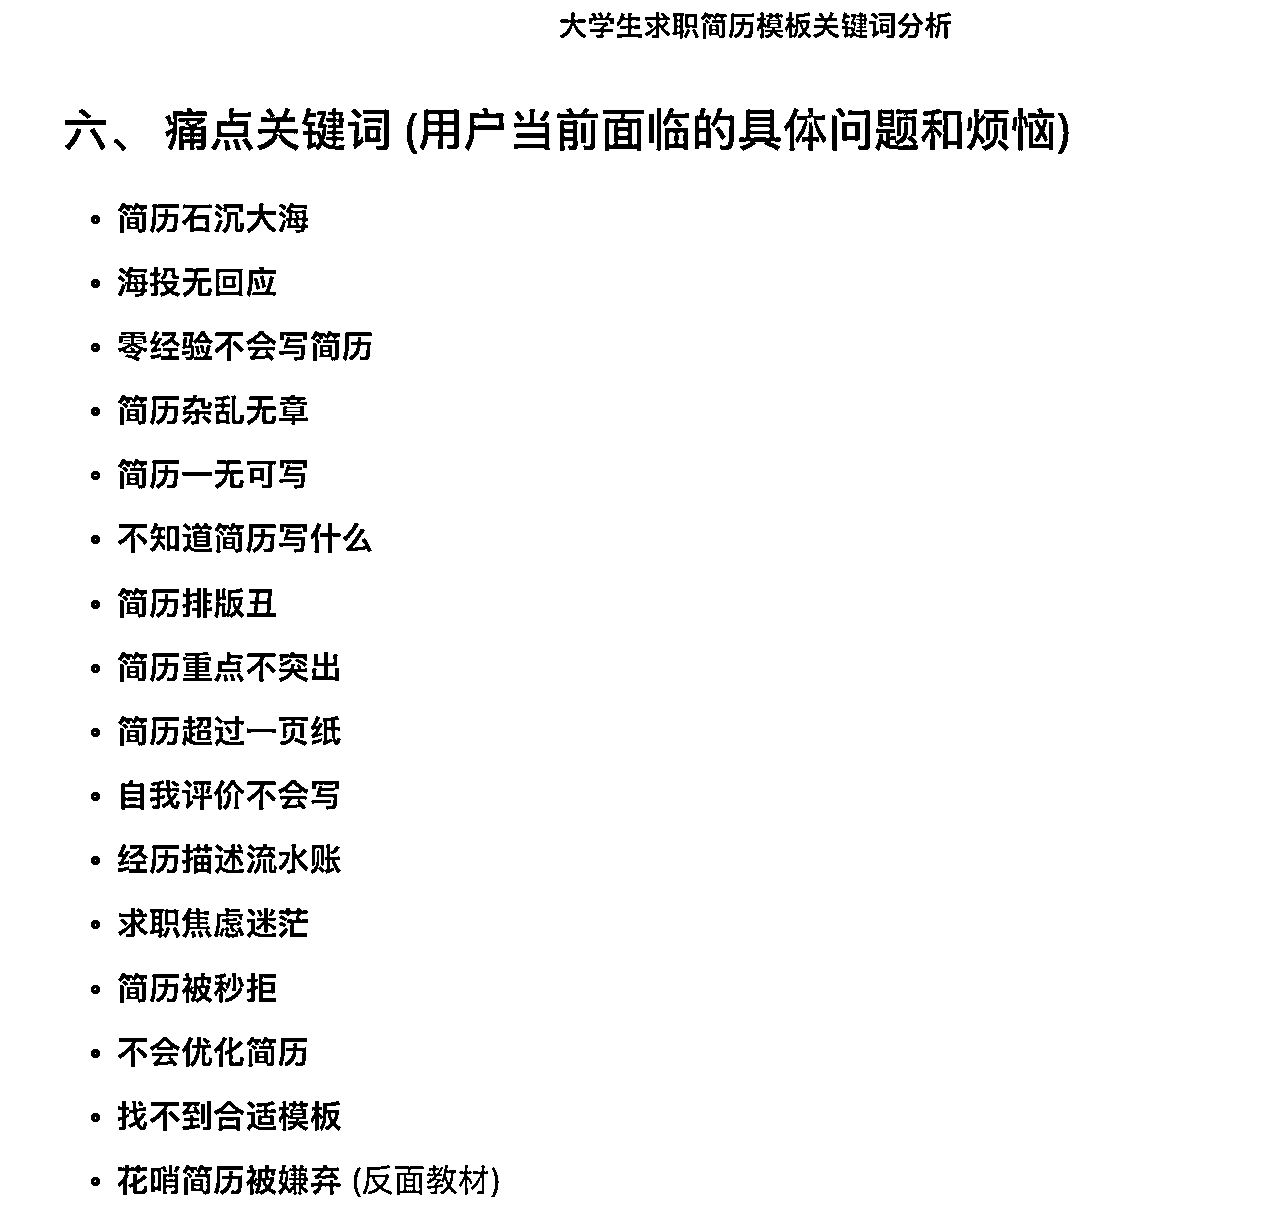 大学生求职简历模板关键词分析
六、 痛点关键词 (用户当前面临的具体问题和烦恼)
• 简历石沉大海
• 海投无回应
• 零经验不会写简历
• 简历杂乱无章
• 简历一无可写
• 不知道简历写什么
• 简历排版丑
• 简历重点不突出
• 简历超过一页纸
• 自我评价不会写
• 经历描述流水账
• 求职焦虑迷茫
• 简历被秒拒
• 不会优化简历
• 找不到合适模板
• 花哨简历被嫌弃 (反面教材)